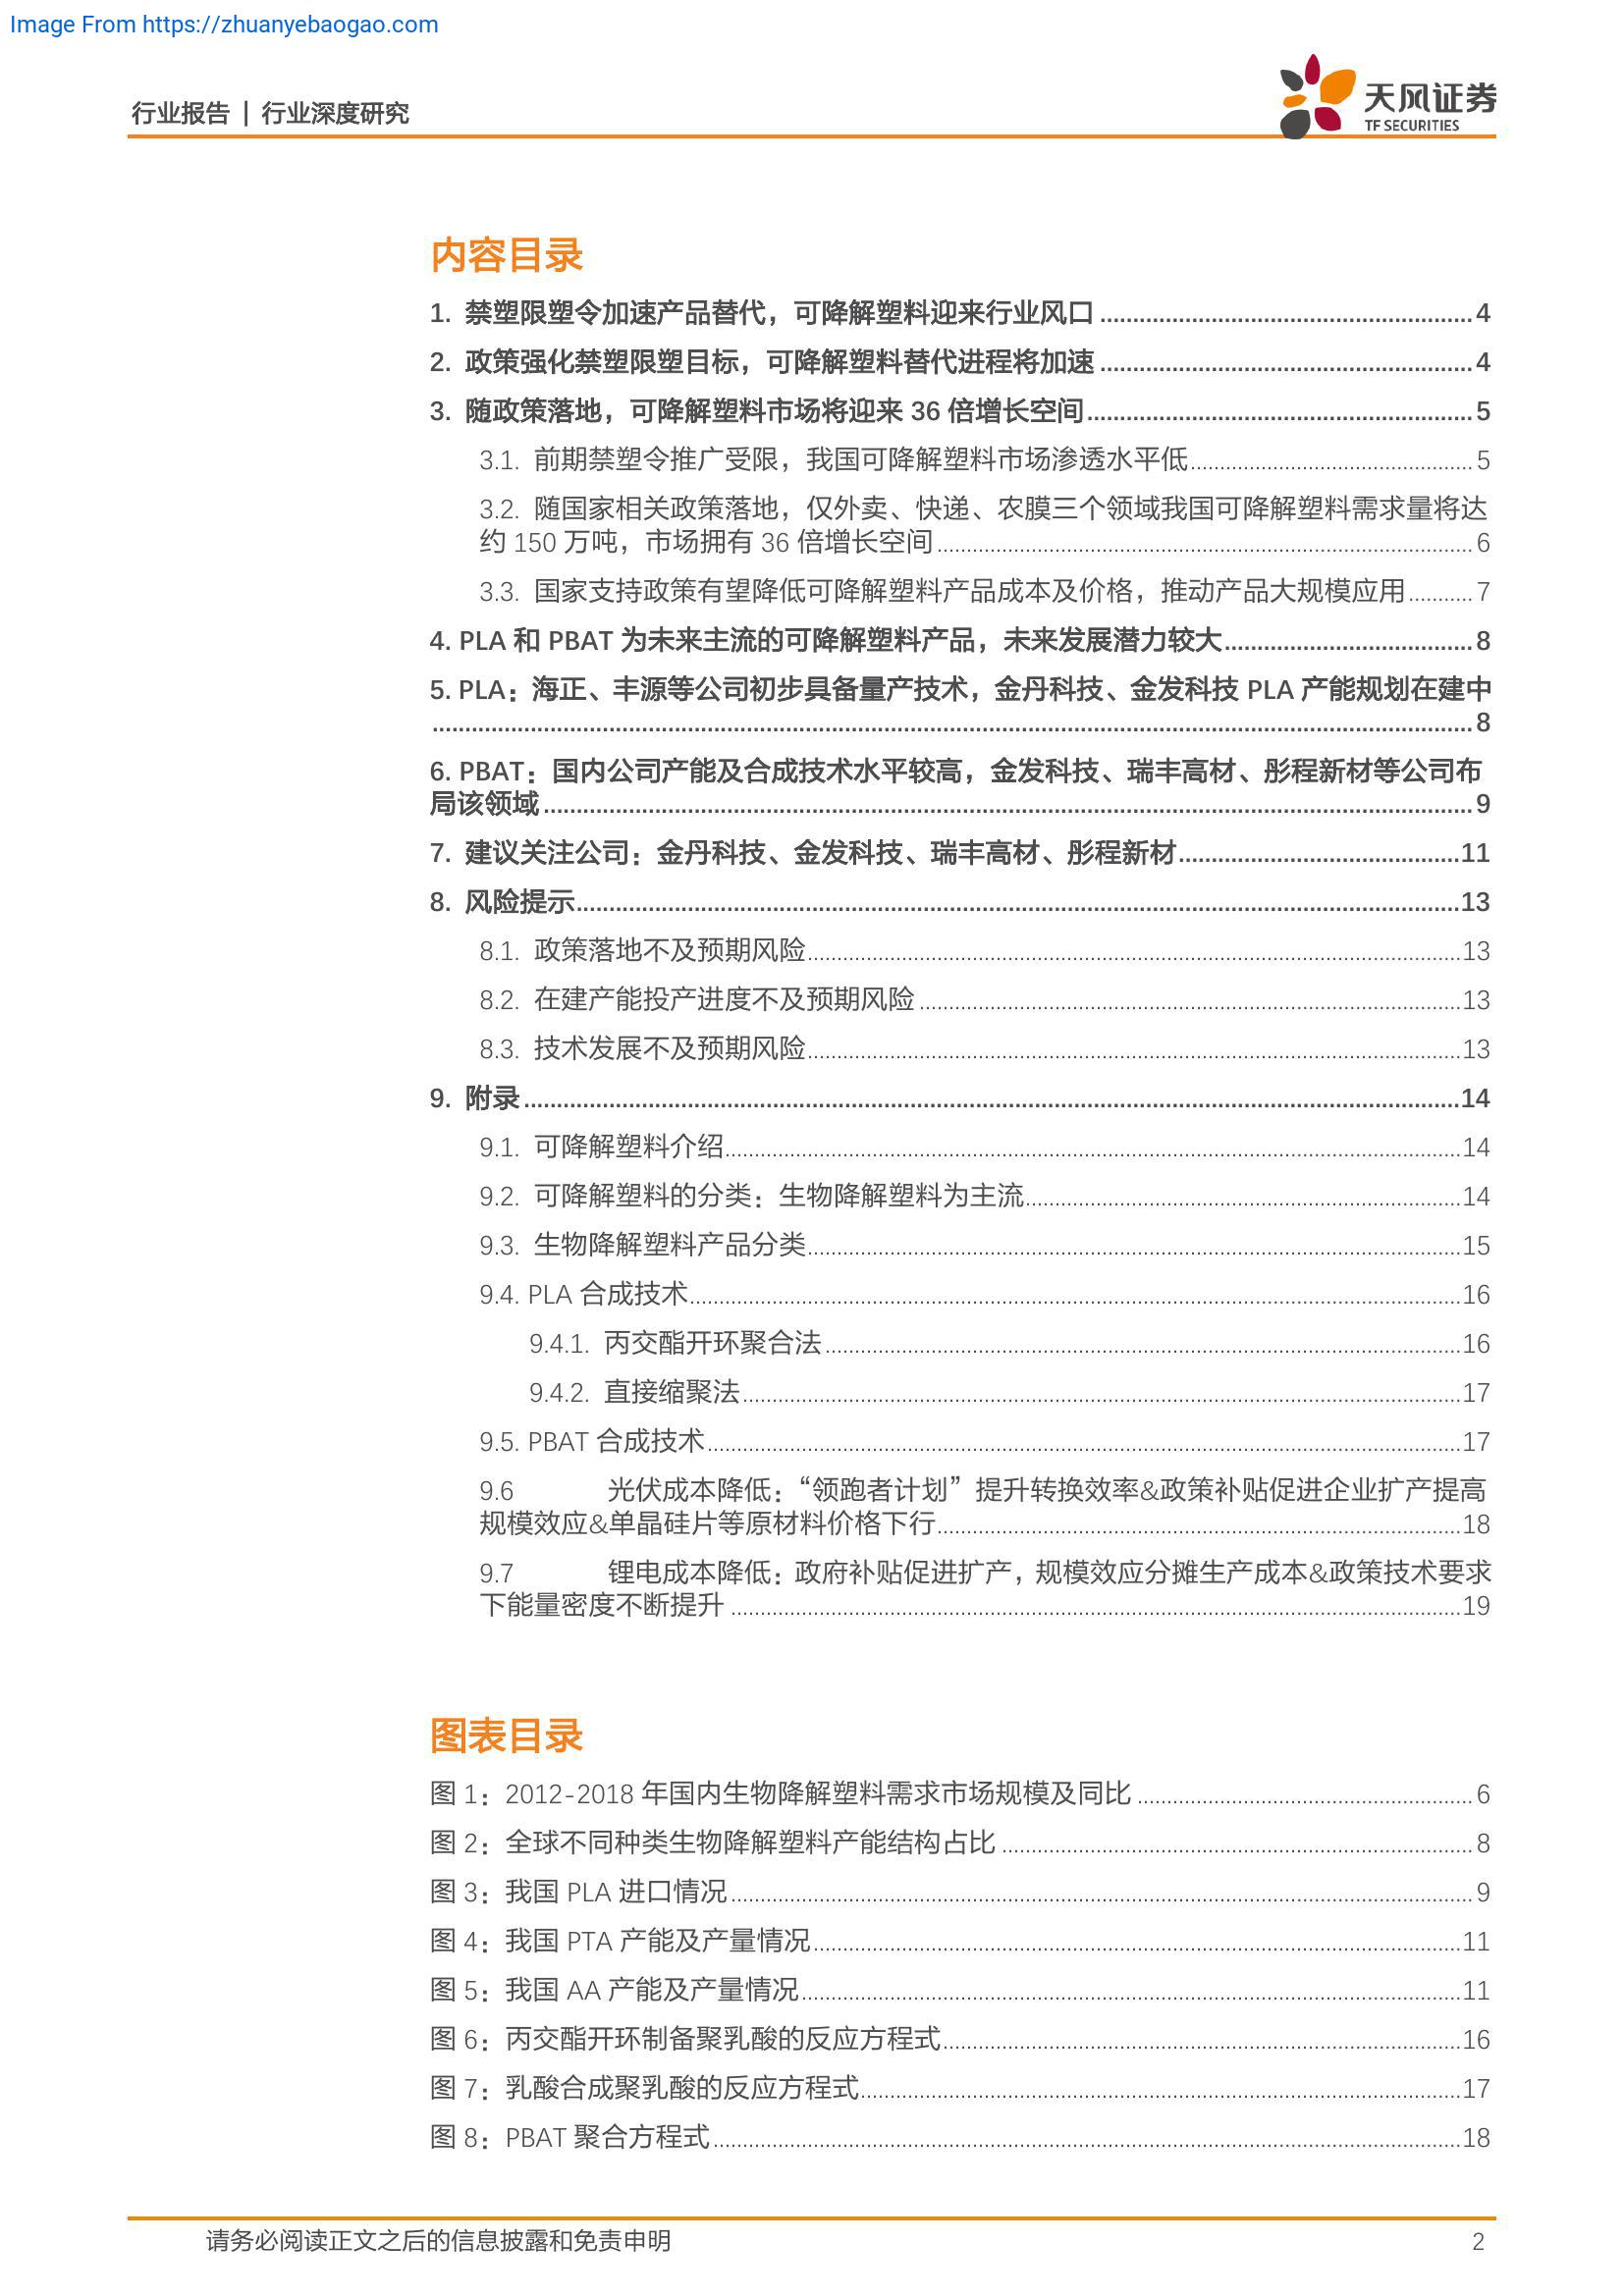 Image From https://zhuanyebaogao.com
行业报告 | 行业深度研究
天风证券
TF SECURITIES
内容目录
1. 禁塑限塑令加速产品替代，可降解塑料迎来行业风口 4
2. 政策强化禁塑限塑目标，可降解塑料替代进程将加速 4
3. 随政策落地，可降解塑料市场将迎来 36 倍增长空间 5
3.1. 前期禁塑令推广受限，我国可降解塑料市场渗透水平低 5
3.2. 随国家相关政策落地，仅外卖、快递、农膜三个领域我国可降解塑料需求量将达
约 150 万吨，市场拥有 36 倍增长空间 6
3.3. 国家支持政策有望降低可降解塑料产品成本及价格，推动产品大规模应用 7
4. PLA 和 PBAT 为未来主流的可降解塑料产品，未来发展潜力较大 8
5. PLA：海正、丰源等公司初步具备量产技术，金丹科技、金发科技 PLA 产能规划在建中
8
6. PBAT：国内公司产能及合成技术水平较高，金发科技、瑞丰高材、彤程新材等公司布
局该领域 9
7. 建议关注公司：金丹科技、金发科技、瑞丰高材、彤程新材 11
8. 风险提示 13
8.1. 政策落地不及预期风险 13
8.2. 在建产能投产进度不及预期风险 13
8.3. 技术发展不及预期风险 13
9. 附录 14
9.1. 可降解塑料介绍 14
9.2. 可降解塑料的分类：生物降解塑料为主流 14
9.3. 生物降解塑料产品分类 15
9.4. PLA 合成技术 16
9.4.1. 丙交酯开环聚合法 16
9.4.2. 直接缩聚法 17
9.5. PBAT 合成技术 17
9.6 光伏成本降低：“领跑者计划”提升转换效率&政策补贴促进企业扩产提高
规模效应&单晶硅片等原材料价格下行 18
9.7 锂电成本降低：政府补贴促进扩产，规模效应分摊生产成本&政策技术要求
下能量密度不断提升 19
图表目录
图 1：2012-2018 年国内生物降解塑料需求市场规模及同比 6
图 2：全球不同种类生物降解塑料产能结构占比 8
图 3：我国 PLA 进口情况 9
图 4：我国 PTA 产能及产量情况 11
图 5：我国 AA 产能及产量情况 11
图 6：丙交酯开环制备聚乳酸的反应方程式 16
图 7：乳酸合成聚乳酸的反应方程式 17
图 8：PBAT 聚合方程式 18
请务必阅读正文之后的信息披露和免责申明 2